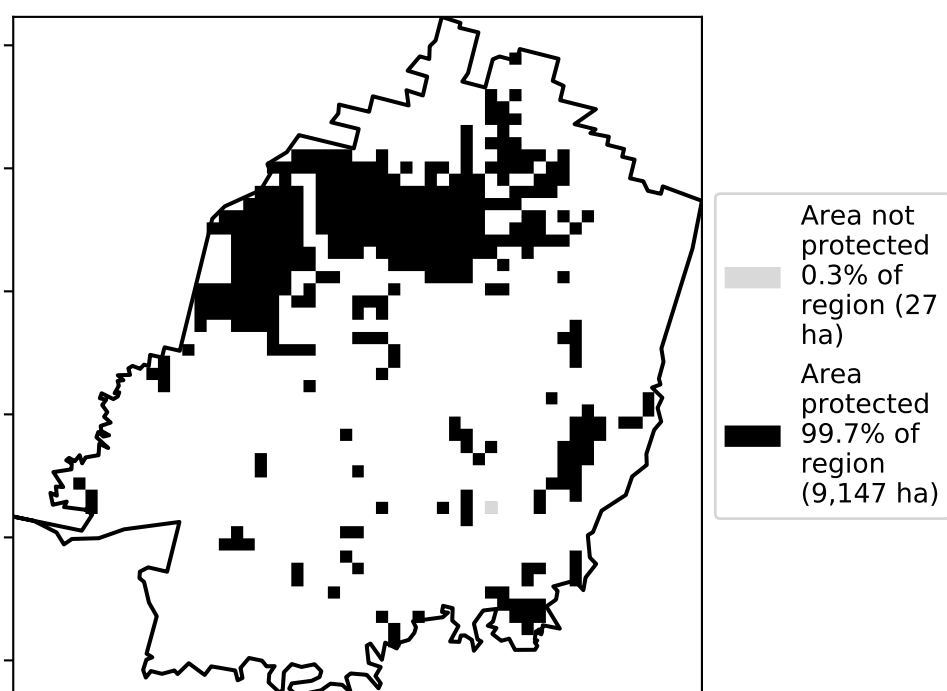 Area not
protected
0.3% of
region (27
ha)
Area
protected
99.7% of
region
(9,147 ha)